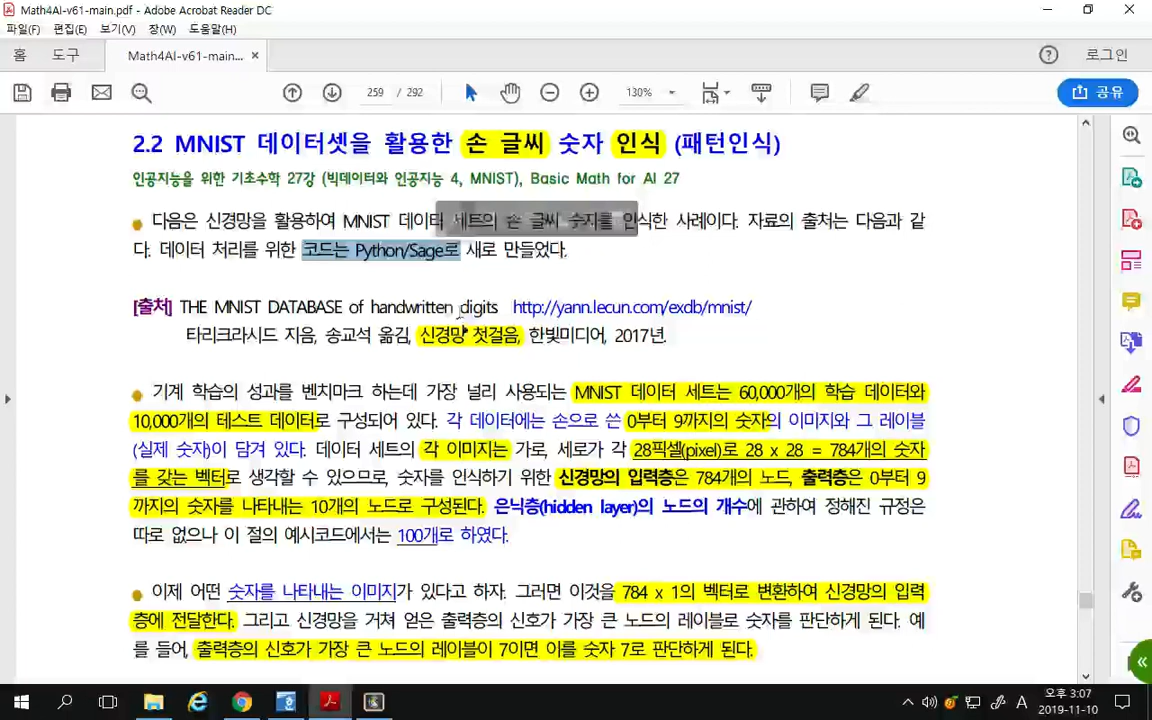 Math4AI-v61-main.pdf - Adobe Acrobat Reader DC
파일(F) 편집(E) 보기(V) 창(W) 도움말(H)
홈 도구 Math4AI-v61-main... × 로그인
259 / 292 130% 공유
2.2 MNIST 데이터셋을 활용한 손 글씨 숫자 인식 (패턴인식)
인공지능을 위한 기초수학 27강 (빅데이터와 인공지능 4, MNIST), Basic Math for AI 27
다음은 신경망을 활용하여 MNIST 데이터 세트의 손 글씨 숫자를 인식한 사례이다. 자료의 출처는 다음과 같
다. 데이터 처리를 위한 코드는 Python/Sage로 새로 만들었다.
[출처] THE MNIST DATABASE of handwritten digits http://yann.lecun.com/exdb/mnist/
타리크라시드 지음, 송교석 옮김, 신경망 첫걸음, 한빛미디어, 2017년.
기계 학습의 성과를 벤치마크 하는데 가장 널리 사용되는 MNIST 데이터 세트는 60,000개의 학습 데이터와
10,000개의 테스트 데이터로 구성되어 있다. 각 데이터에는 손으로 쓴 0부터 9까지의 숫자의 이미지와 그 레이블
(실제 숫자)이 담겨 있다. 데이터 세트의 각 이미지는 가로, 세로가 각 28픽셀(pixel)로 28 x 28 = 784개의 숫자
를 갖는 벡터로 생각할 수 있으므로, 숫자를 인식하기 위한 신경망의 입력층은 784개의 노드, 출력층은 0부터 9
까지의 숫자를 나타내는 10개의 노드로 구성된다. 은닉층(hidden layer)의 노드의 개수에 관하여 정해진 규정은
따로 없으나 이 절의 예시코드에서는 100개로 하였다.
이제 어떤 숫자를 나타내는 이미지가 있다고 하자. 그러면 이것을 784 x 1의 벡터로 변환하여 신경망의 입력
층에 전달한다. 그리고 신경망을 거쳐 얻은 출력층의 신호가 가장 큰 노드의 레이블로 숫자를 판단하게 된다. 예
를 들어, 출력층의 신호가 가장 큰 노드의 레이블이 7이면 이를 숫자 7로 판단하게 된다.
A 오후 3:07
2019-11-10